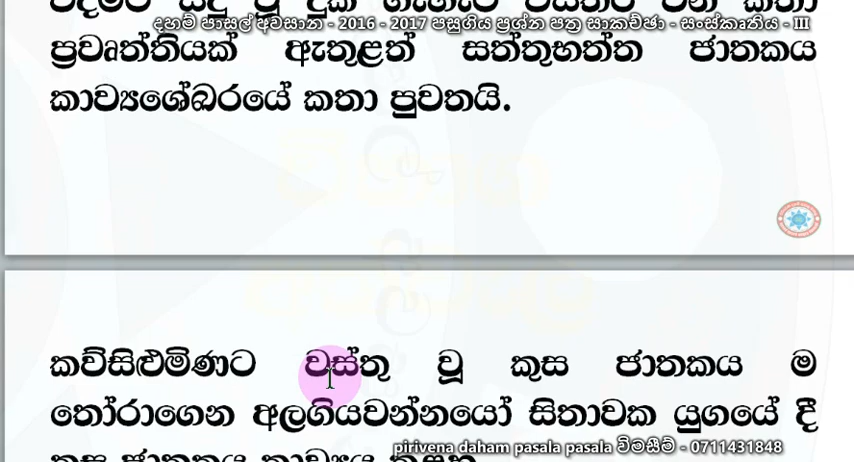 දහම් පාසල් අවසාන - 2016 - 2017 පසුගිය ප්‍රශ්න පත්‍ර සාකච්ඡා - සංස්කෘතිය - III
ප්‍රවෘත්තියක් ඇතුළත් සත්තුභත්ත ජාතකය
කාව්‍යශේඛරයේ කතා පුවතයි.
කව්සිළුමිණට වස්තු වූ කුස ජාතකය ම
තෝරාගෙන අලගියවන්නයෝ සිතාවක යුගයේ දී
pirivena daham pasala pasala විමසීම් - 0711431848